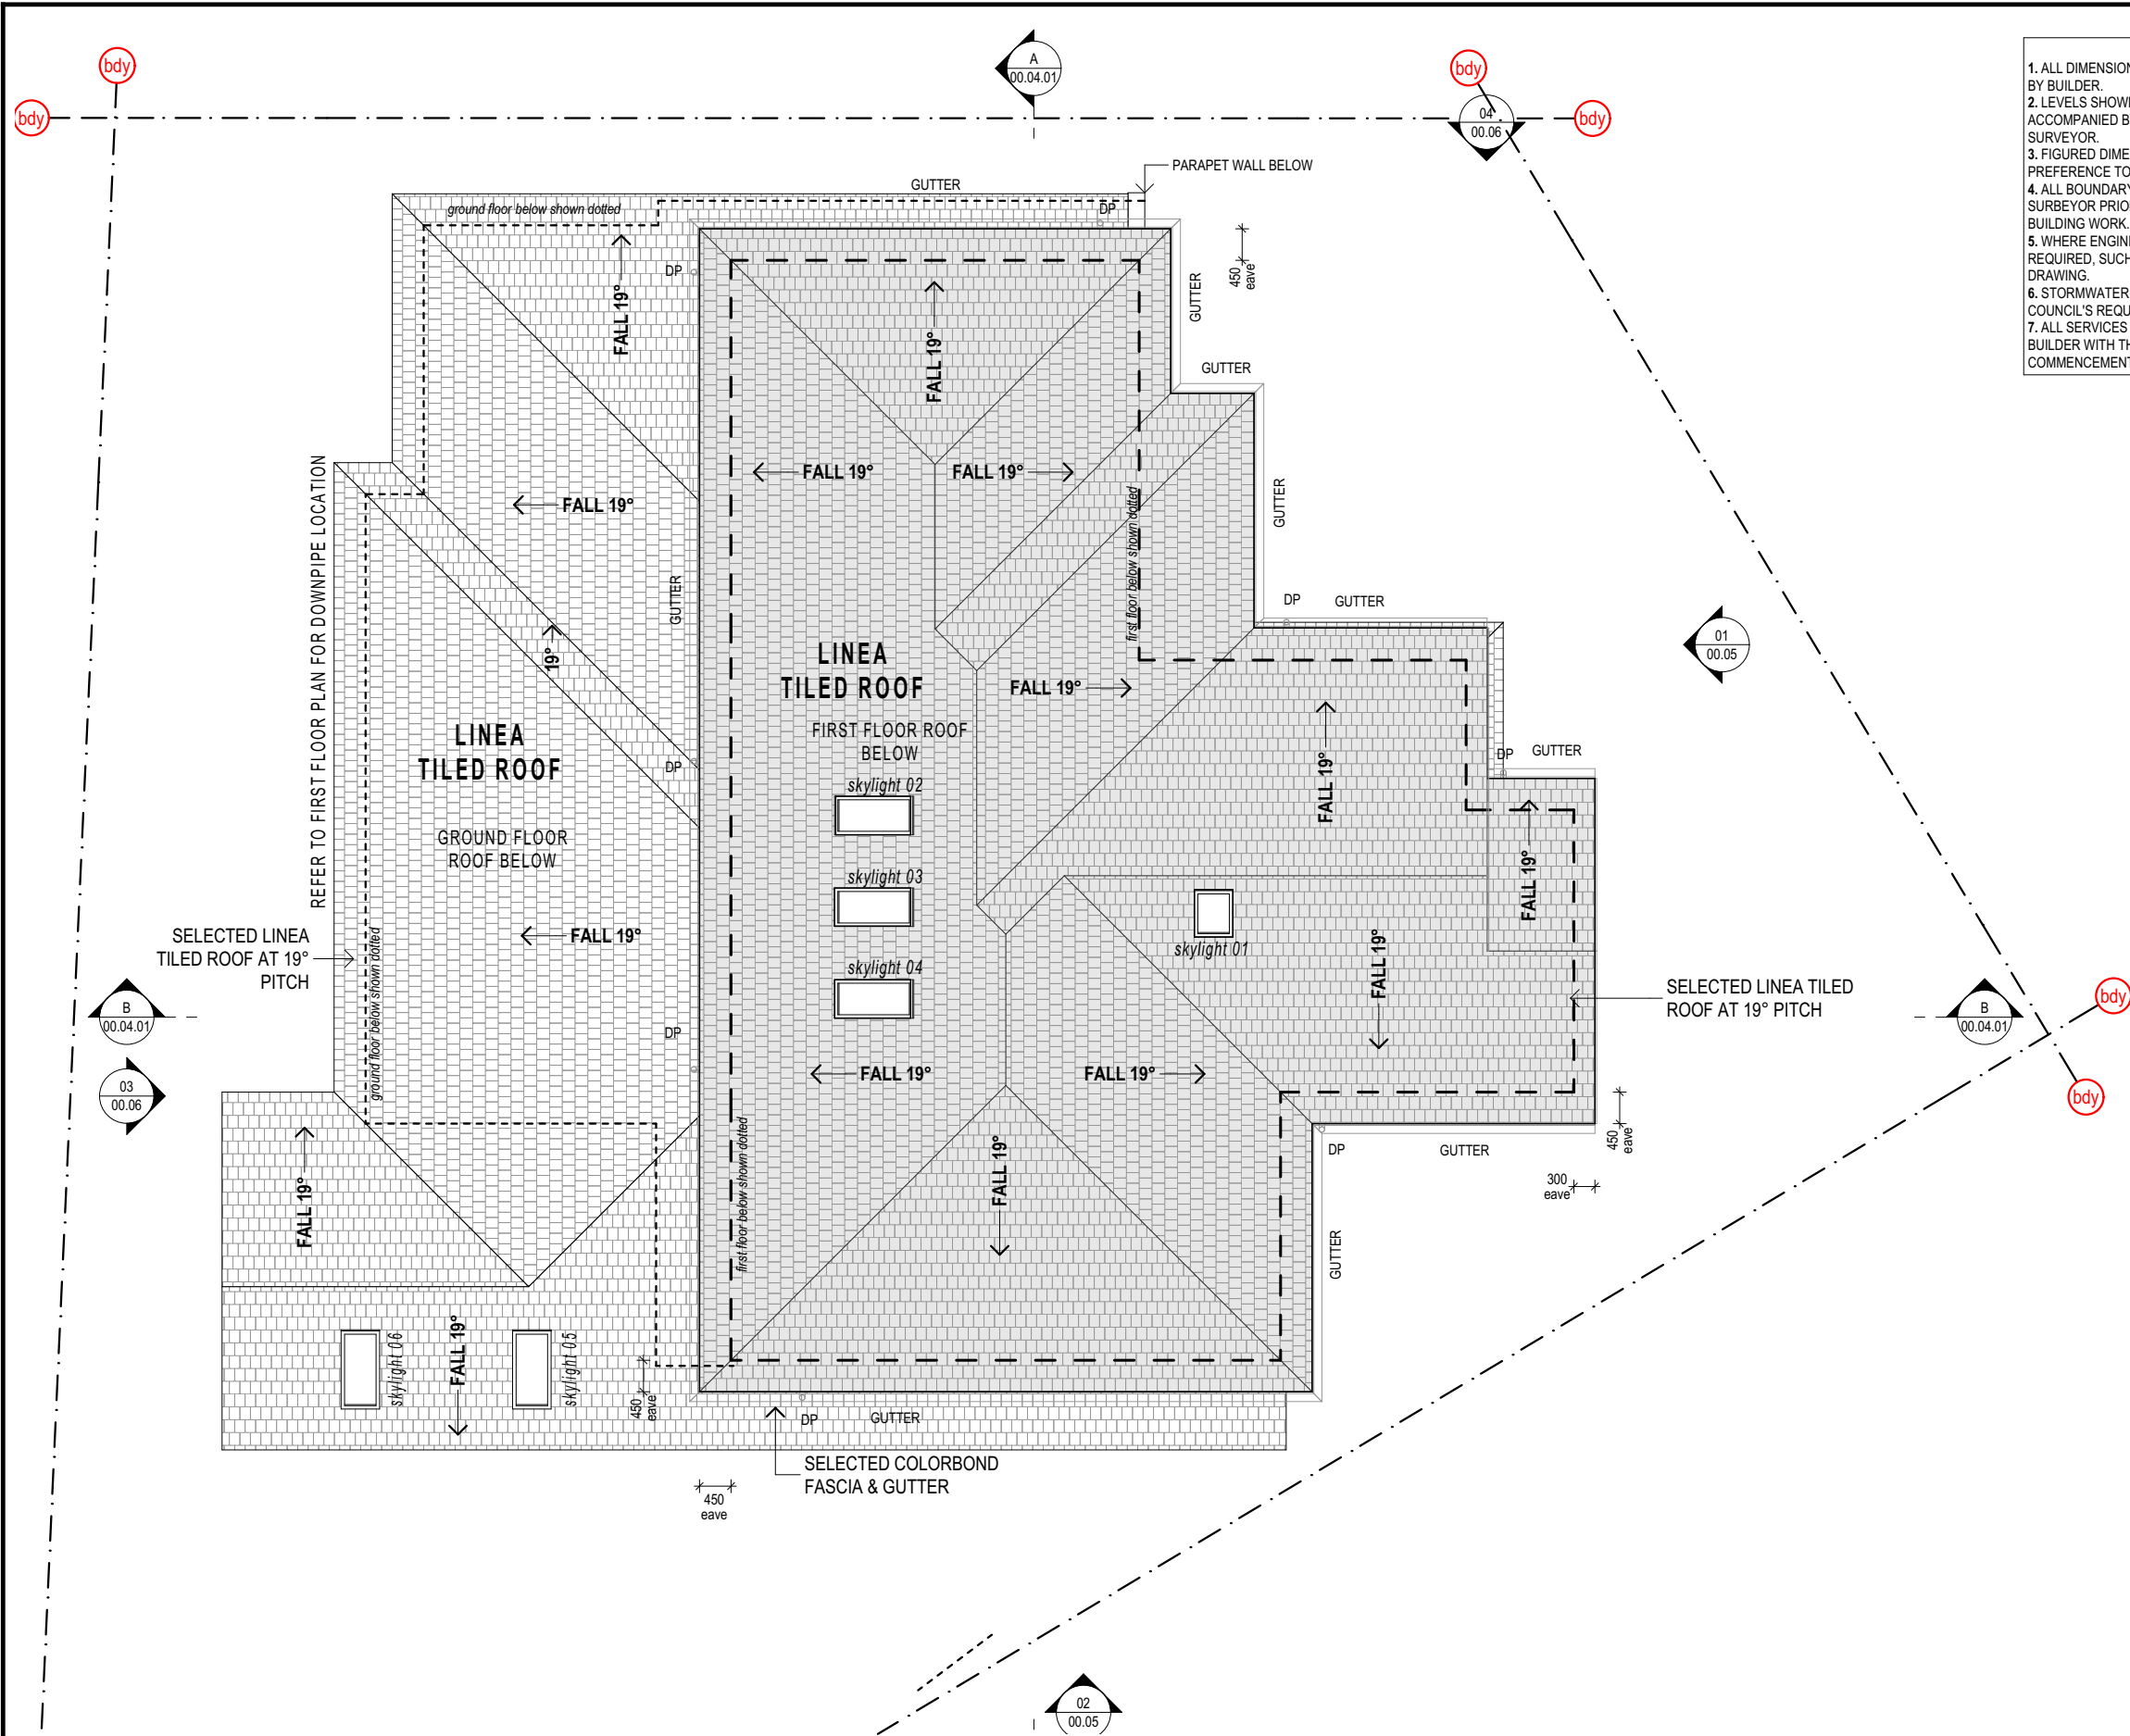 bdy
bdy
A
00.04.01
bdy
04
00.06
bdy
1. ALL DIMENSION
BY BUILDER.
2. LEVELS SHOW
ACCOMPANIED B
SURVEYOR.
3. FIGURED DIME
PREFERENCE TO
4. ALL BOUNDARY
SURBEYOR PRIO
BUILDING WORK.
5. WHERE ENGIN
REQUIRED, SUCH
DRAWING.
6. STORMWATER
COUNCIL'S REQU
7. ALL SERVICES
BUILDER WITH TH
COMMENCEMENT
PARAPET WALL BELOW
GUTTER
ground floor below shown dotted
DP
DP
GUTTER
450
eave
FALL 19°
FALL 19°
GUTTER
FALL 19°
FALL 19°
FALL 19°
GUTTER
first floor below shown dotted
REFER TO FIRST FLOOR PLAN FOR DOWNPIPE LOCATION
GUTTER
DP
GUTTER
19°
01
00.05
LINEA
TILED ROOF
FIRST FLOOR ROOF
BELOW
FALL 19°
LINEA
TILED ROOF
GROUND FLOOR
ROOF BELOW
DP
skylight 02
FALL 19°
DP
GUTTER
FALL 19°
skylight 03
skylight 04
skylight 01
FALL 19°
FALL 19°
SELECTED LINEA
TILED ROOF AT 19°
PITCH
ground floor below shown dotted
SELECTED LINEA TILED
ROOF AT 19° PITCH
B
00.04.01
B
00.04.01
bdy
DP
03
00.06
FALL 19°
FALL 19°
bdy
450
eave
DP
GUTTER
300
eave
FALL 19°
first floor below shown dotted
FALL 19°
GUTTER
skylight 06
FALL 19°
skylight 05
450
eave
DP
GUTTER
SELECTED COLORBOND
FASCIA & GUTTER
450
eave
02
00.05